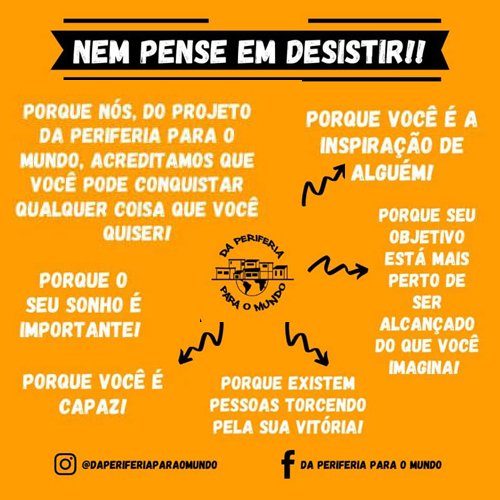 NEM PENSE EM DESISTIR!!
PORQUE NÓS, DO PROJETO
DA PERIFERIA PARA O
MUNDO, ACREDITAMOS QUE
VOCÊ PODE CONQUISTAR
QUALQUER COISA QUE VOCÊ
QUISER!
PORQUE VOCÊ É A
INSPIRAÇÃO DE
ALGUÉM!
PORQUE SEU
OBJETIVO
ESTÁ MAIS
PERTO DE
SER
ALCANÇADO
DO QUE VOCÊ
IMAGINA!
DA PERIFERIA
PARA O MUNDO
PORQUE O
SEU SONHO É
IMPORTANTE!
PORQUE VOCÊ É
CAPAZ!
PORQUE EXISTEM
PESSOAS TORCENDO
PELA SUA VITÓRIA!
@DAPERIFERIAPARAOMUNDO
DA PERIFERIA PARA O MUNDO